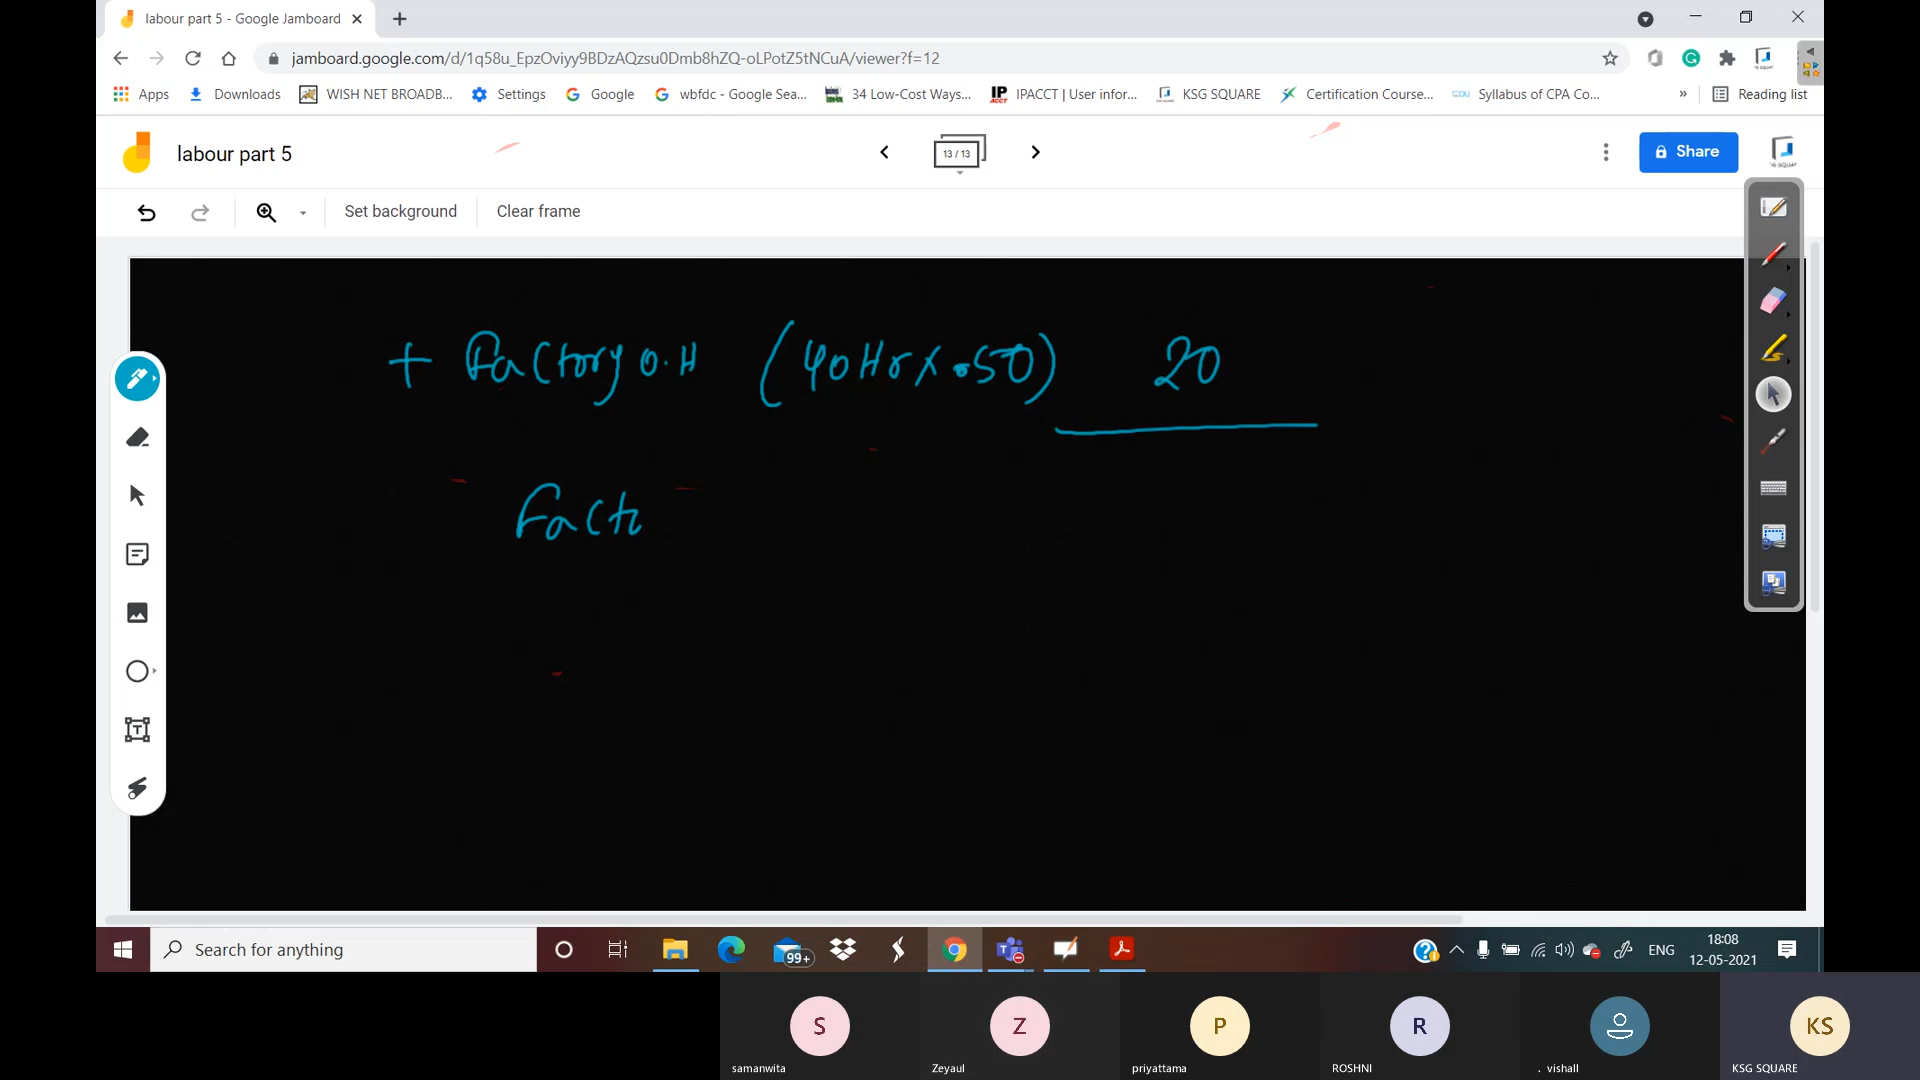 labour part 5 - Google Jamboard
jamboard.google.com/d/1q58u_EpzOviyy9BDzAQzsu0Dmb8hZQ-oLPotZ5tNCuA/viewer?f=12
Apps Downloads WISH NET BROADB... Settings Google wbfdc - Google Sea... 34 Low-Cost Ways... IPACCT | User infor... KSG SQUARE Certification Course... Syllabus of CPA Co... » Reading list
labour part 5 13 / 13 Share
Set background Clear frame
+ Factory O.H (40Hr x .50) 20
Facto
Search for anything 99+ ENG 18:08
12-05-2021
S Z P R KS
samanwita Zeyaul priyattama ROSHNI . vishall KSG SQUARE